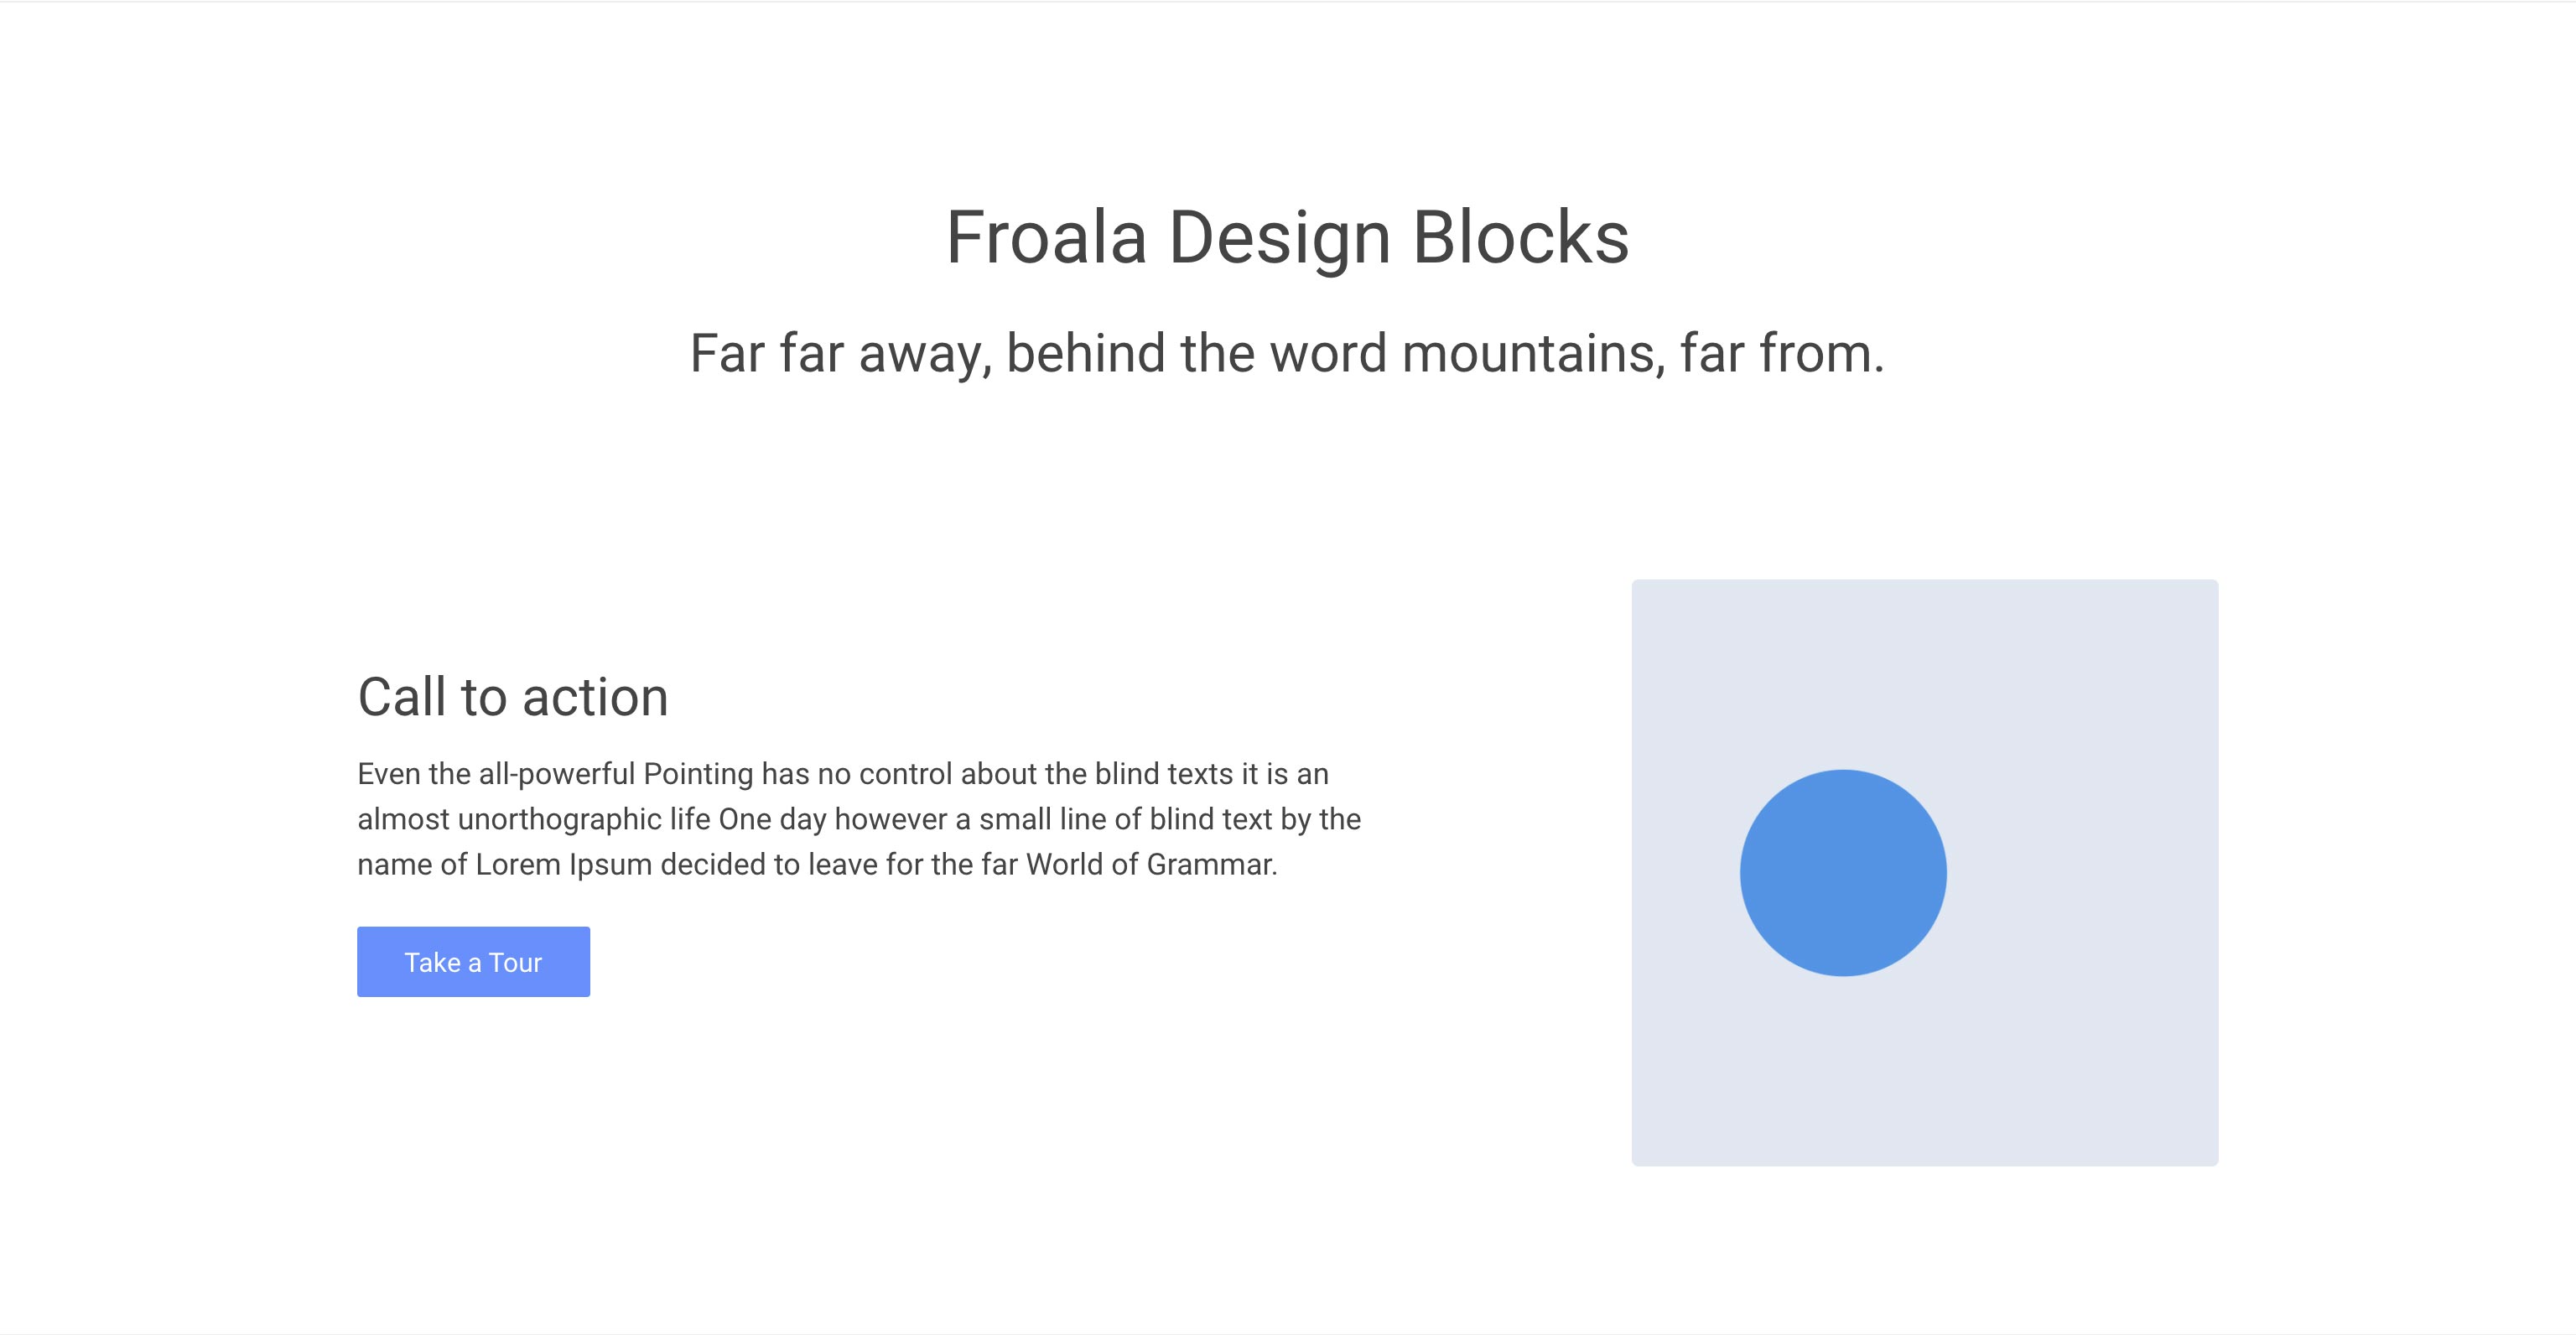 Froala Design Blocks
Far far away, behind the word mountains, far from.
Call to action
Even the all-powerful Pointing has no control about the blind texts it is an
almost unorthographic life One day however a small line of blind text by the
name of Lorem Ipsum decided to leave for the far World of Grammar.
Take a Tour